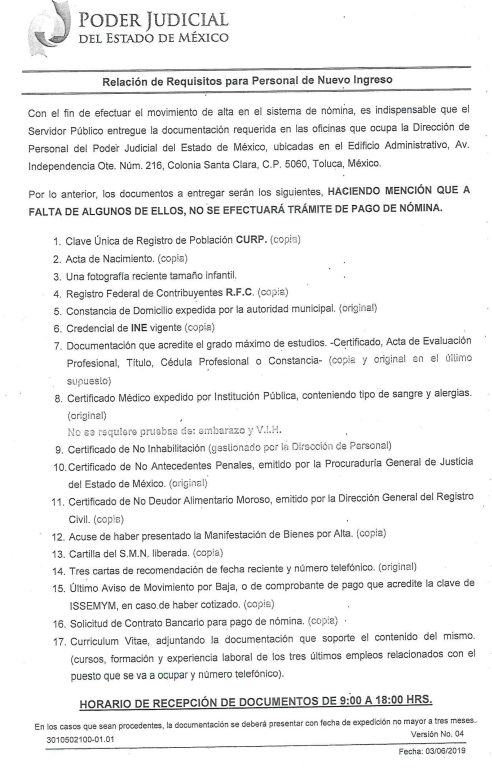 PODER JUDICIAL
DEL ESTADO DE MÉXICO
Relación de Requisitos para Personal de Nuevo Ingreso
Con el fin de efectuar el movimiento de alta en el sistema de nómina, es indispensable que el
Servidor Público entregue la documentación requerida en las oficinas que ocupa la Dirección de
Personal del Poder Judicial del Estado de México, ubicadas en el Edificio Administrativo, Av.
Independencia Ote. Núm. 216, Colonia Santa Clara, C.P. 5060, Toluca, México.
Por lo anterior, los documentos a entregar serán los siguientes, HACIENDO MENCIÓN QUE A
FALTA DE ALGUNOS DE ELLOS, NO SE EFECTUARÁ TRÁMITE DE PAGO DE NÓMINA.
1. Clave Única de Registro de Población CURP. (copia)
2. Acta de Nacimiento. (copia)
3. Una fotografía reciente tamaño infantil.
4. Registro Federal de Contribuyentes R.F.C. (copia)
5. Constancia de Domicilio expedida por la autoridad municipal. (original)
6. Credencial de INE vigente (copia)
7. Documentación que acredite el grado máximo de estudios. -Certificado, Acta de Evaluación
Profesional, Título, Cédula Profesional o Constancia- (copia y original en el último
supuesto)
8. Certificado Médico expedido por Institución Pública, conteniendo tipo de sangre y alergias.
(original)
No se requiere pruebas de: embarazo y V.I.H.
9. Certificado de No Inhabilitación (gestionado por la Dirección de Personal)
10. Certificado de No Antecedentes Penales, emitido por la Procuraduría General de Justicia
del Estado de México. (original)
11. Certificado de No Deudor Alimentario Moroso, emitido por la Dirección General del Registro
Civil. (copia)
12. Acuse de haber presentado la Manifestación de Bienes por Alta. (copia)
13. Cartilla del S.M.N, liberada. (copia)
14. Tres cartas de recomendación de fecha reciente y número telefónico. (original)
15. Último Aviso de Movimiento por Baja, o de comprobante de pago que acredite la clave de
ISSEMYM, en caso de haber cotizado. (copia)
16. Solicitud de Contrato Bancario para pago de nómina. (copia)
17. Curriculum Vitae, adjuntando la documentación que soporte el contenido del mismo.
(cursos, formación y experiencia laboral de los tres últimos empleos relacionados con el
puesto que se va a ocupar y número telefónico).
HORARIO DE RECEPCIÓN DE DOCUMENTOS DE 9:00 A 18:00 HRS.
En los casos que sean procedentes, la documentación se deberá presentar con fecha de expedición no mayor a tres meses.
3010502100-01.01
Versión No. 04
Fecha: 03/06/2019